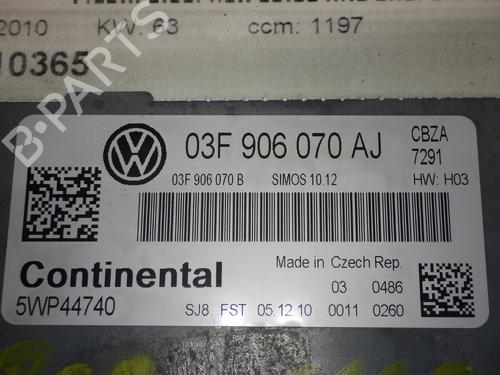 2010 KW: 63 ccm: 1197
10365
B-PARTS
03F 906 070 AJ CBZA
7291
03F 906 070 B SIMOS 10.12 HW: H03
Continental
Made in Czech Rep.
03 0486
5WP44740 SJ8 FST 05.12.10 0011 0260